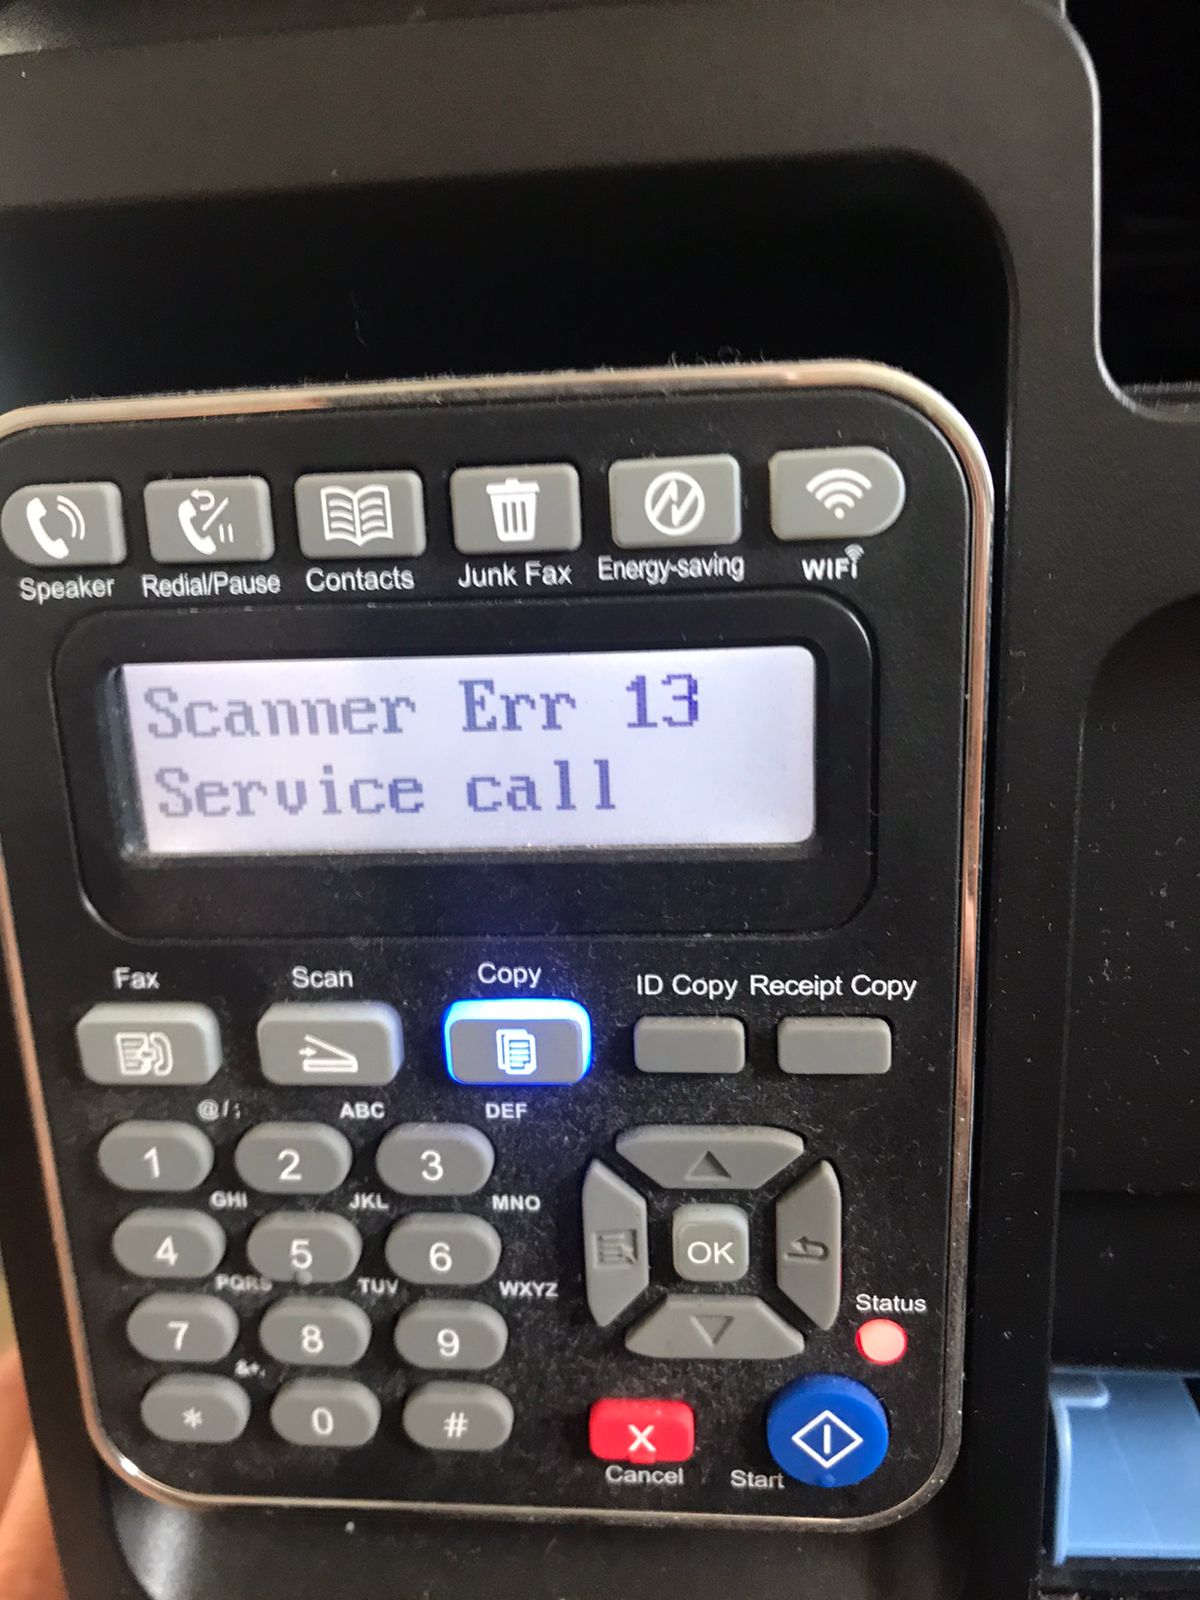 Speaker Redial/Pause Contacts Junk Fax Energy-saving WIFi
Scanner Err 13
Service call
Fax Scan Copy ID Copy Receipt Copy
@/: ABC DEF
1 2 3
GHI JKL MNO
4 5 6 OK
PQRS TUV WXYZ
7 8 9 Status
&+,
* 0 # X
Cancel Start